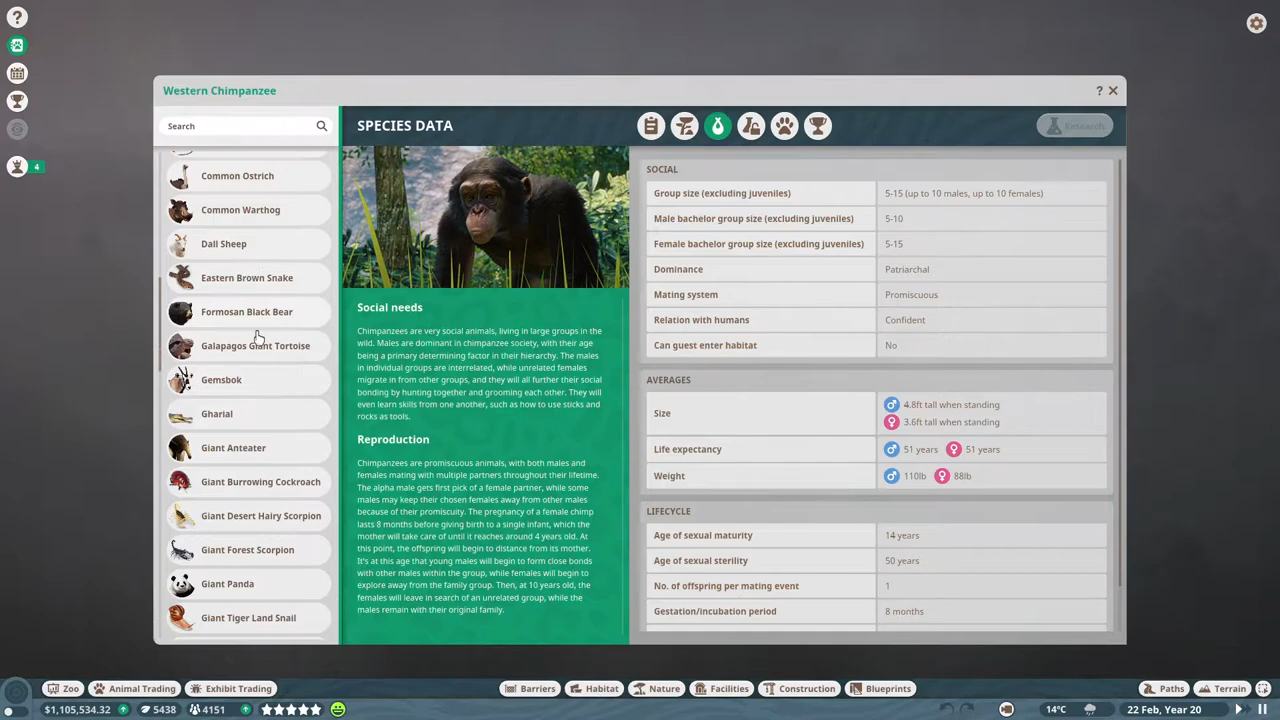 ?
Western Chimpanzee
?
Search
SPECIES DATA
Research
4
Common Ostrich
Common Warthog
Dall Sheep
Eastern Brown Snake
Formosan Black Bear
Galapagos Giant Tortoise
Gemsbok
Gharial
Giant Anteater
Giant Burrowing Cockroach
Giant Desert Hairy Scorpion
Giant Forest Scorpion
Giant Panda
Giant Tiger Land Snail
Social needs
Chimpanzees are very social animals, living in large groups in the
wild. Males are dominant in chimpanzee society, with their age
being a primary determining factor in their hierarchy. The males
in individual groups are interrelated, while unrelated females
migrate in from other groups, and they will all further their social
bonding by hunting together and grooming each other. They will
even learn skills from one another, such as how to use sticks and
rocks as tools.
Reproduction
Chimpanzees are promiscuous animals, with both males and
females mating with multiple partners throughout their lifetime.
The alpha male gets first pick of a female partner, while some
males may keep their chosen females away from other males
because of their promiscuity. The pregnancy of a female chimp
lasts 8 months before giving birth to a single infant, which the
mother will take care of until it reaches around 4 years old. At
this point, the offspring will begin to distance from its mother.
It's at this age that young males will begin to form close bonds
with other males within the group, while females will begin to
explore away from the family group. Then, at 10 years old, the
females will leave in search of an unrelated group, while the
males remain with their original family.
SOCIAL
Group size (excluding juveniles) 5-15 (up to 10 males, up to 10 females)
Male bachelor group size (excluding juveniles) 5-10
Female bachelor group size (excluding juveniles) 5-15
Dominance Patriarchal
Mating system Promiscuous
Relation with humans Confident
Can guest enter habitat No
AVERAGES
Size 4.8ft tall when standing
3.6ft tall when standing
Life expectancy 51 years 51 years
Weight 110lb 88lb
LIFECYCLE
Age of sexual maturity 14 years
Age of sexual sterility 50 years
No. of offspring per mating event 1
Gestation/incubation period 8 months
Zoo Animal Trading Exhibit Trading Barriers Habitat Nature Facilities Construction Blueprints Paths Terrain
$1,105,534.32 5438 4151 14°C 22 Feb, Year 20